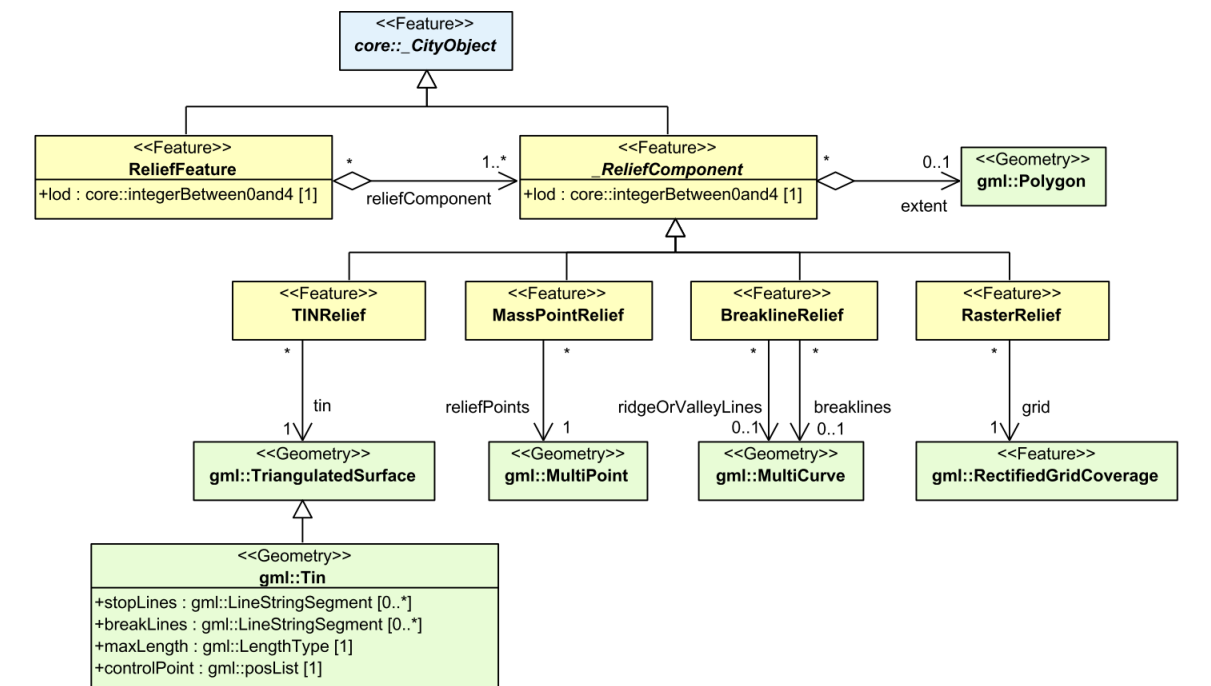 <<Feature>>
core::_CityObject
<<Feature>>
ReliefFeature
+lod : core::integerBetween0and4 [1]
*
1..*
reliefComponent
<<Feature>>
_ReliefComponent
+lod : core::integerBetween0and4 [1]
*
0..1
extent
<<Geometry>>
gml::Polygon
<<Feature>>
TINRelief
<<Feature>>
MassPointRelief
<<Feature>>
BreaklineRelief
<<Feature>>
RasterRelief
*
tin
1
*
reliefPoints
1
*
ridgeOrValleyLines
0..1
*
breaklines
0..1
*
grid
1
<<Geometry>>
gml::TriangulatedSurface
<<Geometry>>
gml::MultiPoint
<<Geometry>>
gml::MultiCurve
<<Feature>>
gml::RectifiedGridCoverage
<<Geometry>>
gml::Tin
+stopLines : gml::LineStringSegment [0..*]
+breakLines : gml::LineStringSegment [0..*]
+maxLength : gml::LengthType [1]
+controlPoint : gml::posList [1]